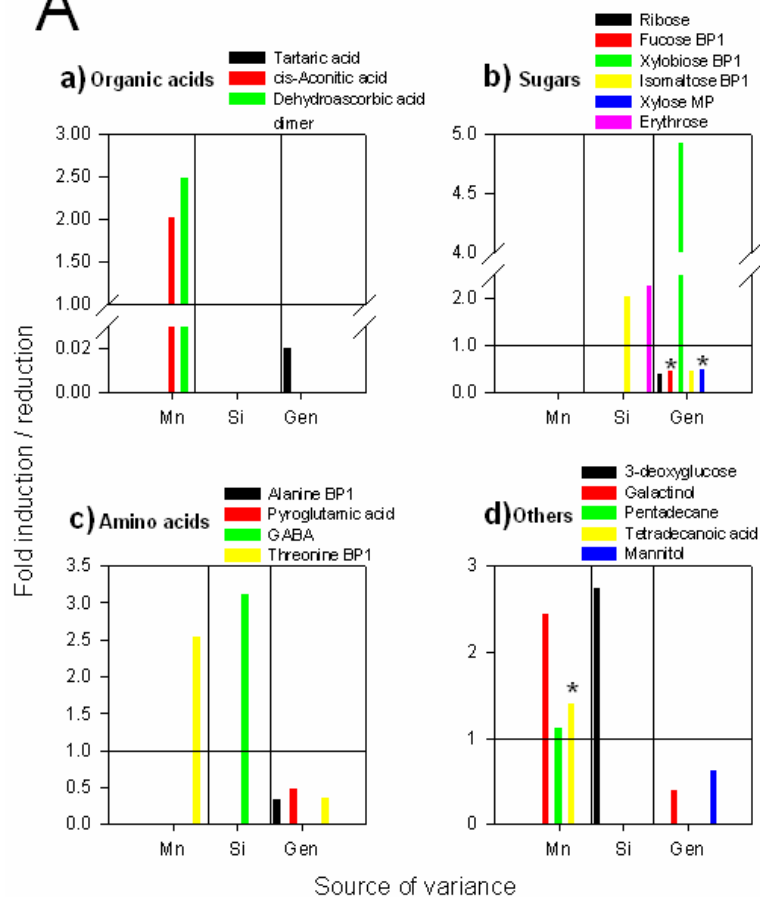 A
a) Organic acids
Tartaric acid
cis-Aconitic acid
Dehydroascorbic acid
dimer
3.00
2.50
2.00
1.50
1.00
0.02
0.00
Mn Si Gen
b) Sugars
Ribose
Fucose BP1
Xylobiose BP1
Isomaltose BP1
Xylose MP
Erythrose
5.0
4.5
4.0
2.0
1.0
0.0
* *
Mn Si Gen
c) Amino acids
Alanine BP1
Pyroglutamic acid
GABA
Threonine BP1
3.5
3.0
2.5
2.0
1.5
1.0
0.5
0.0
Mn Si Gen
d) Others
3-deoxyglucose
Galactinol
Pentadecane
Tetradecanoic acid
Mannitol
3
2
1
0
*
Mn Si Gen
Fold induction / reduction
Source of variance